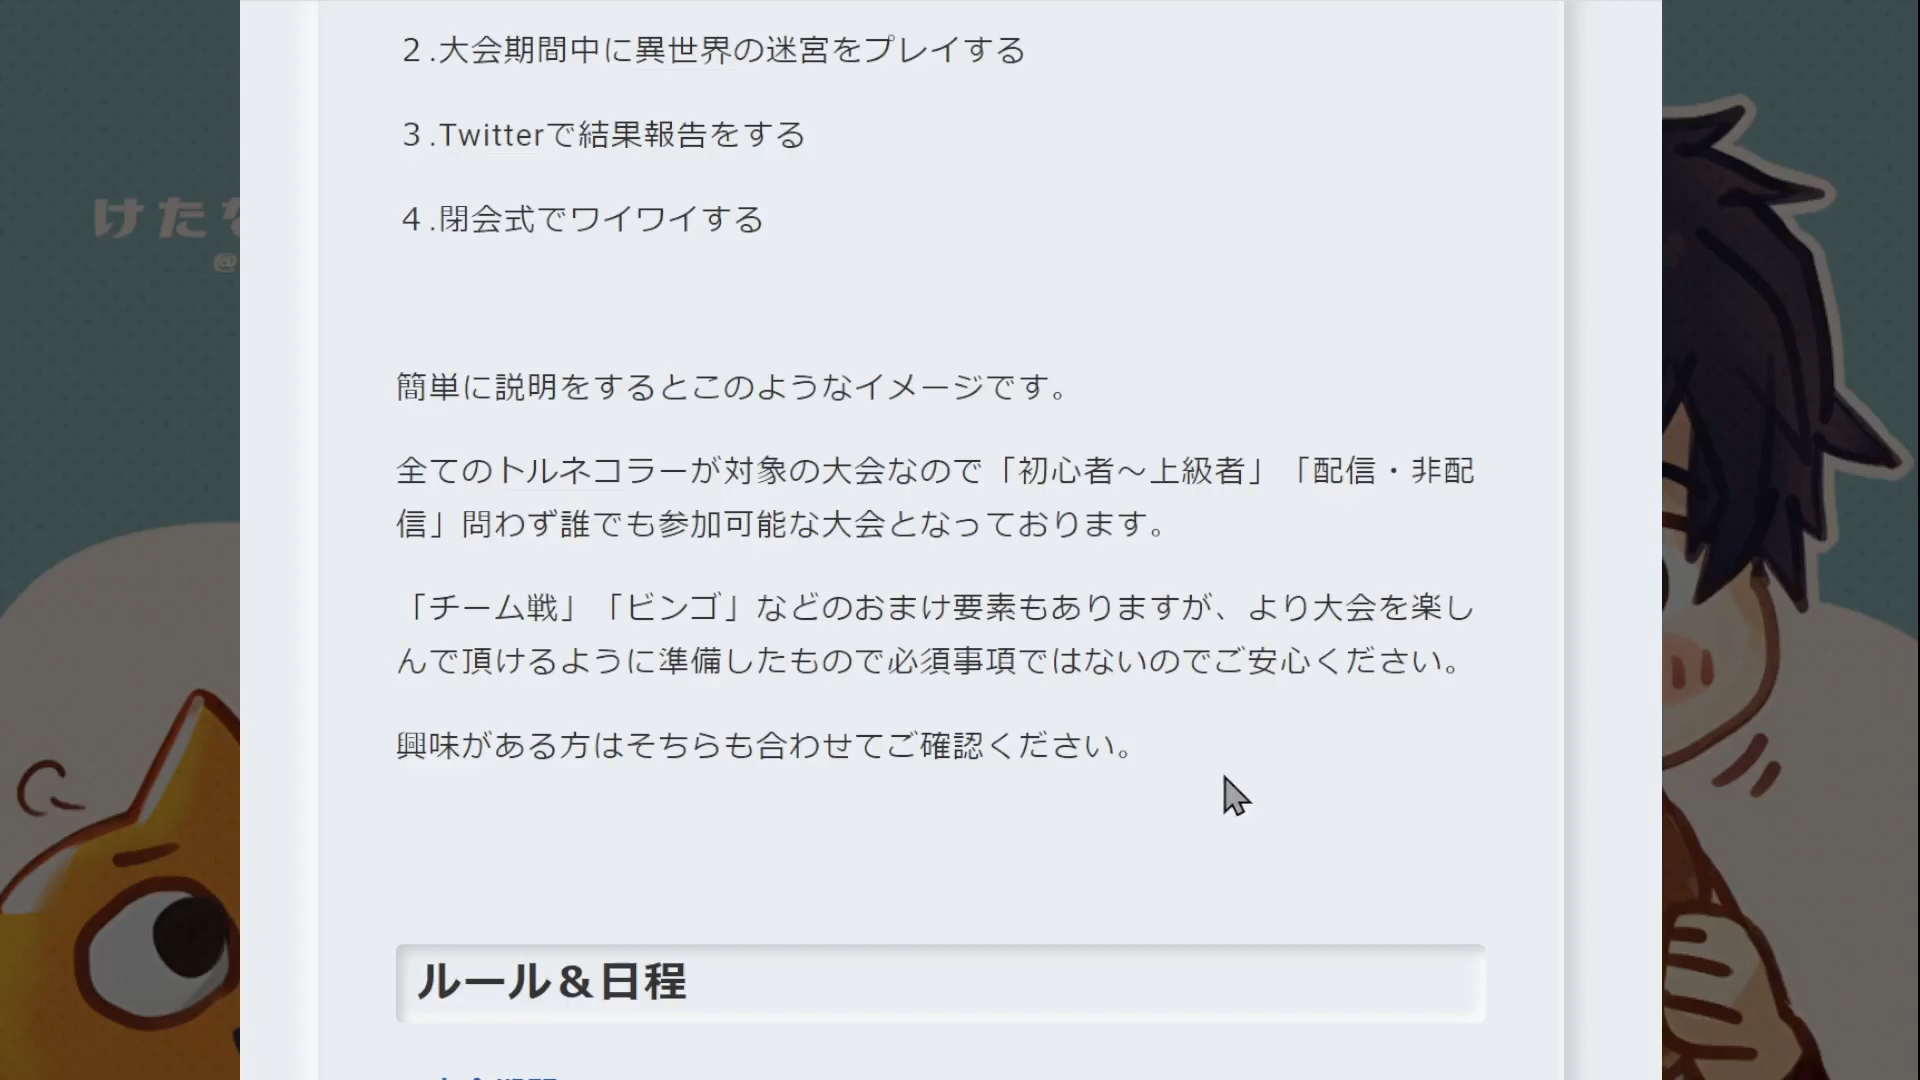 ２.大会期間中に異世界の迷宮をプレイする
３.Twitterで結果報告をする
４.閉会式でワイワイする
簡単に説明をするとこのようなイメージです。
全てのトルネコラーが対象の大会なので「初心者～上級者」「配信・非配
信」問わず誰でも参加可能な大会となっております。
「チーム戦」「ビンゴ」などのおまけ要素もありますが、より大会を楽し
んで頂けるように準備したもので必須事項ではないのでご安心ください。
興味がある方はそちらも合わせてご確認ください。
ルール＆日程
けた
@